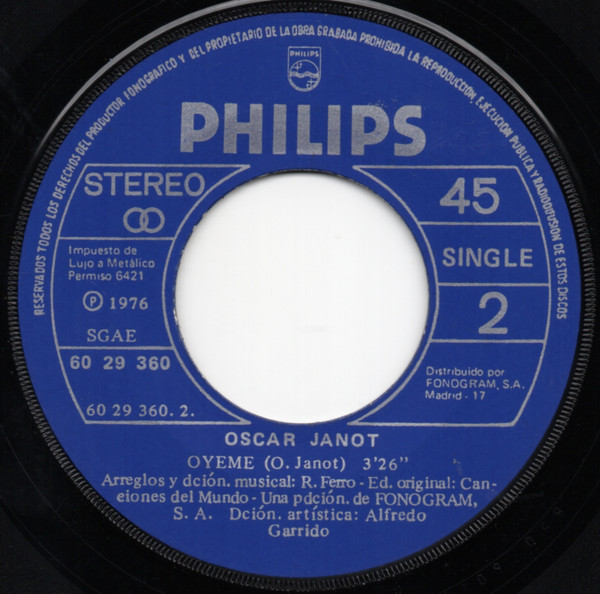 RESERVADOS TODOS LOS DERECHOS DEL PRODUCTOR FONOGRAFICO Y DEL PROPIETARIO DE LA OBRA GRABADA PROHIBIDA LA REPRODUCCION, EJECUCION PUBLICA Y RADIODIFUSION DE ESTOS DISCOS
PHILIPS
PHILIPS
STEREO
Impuesto de
Lujo a Metálico
Permiso 6421
Ⓟ 1976
SGAE
60 29 360
60 29 360. 2.
45
SINGLE
2
Distribuido por
FONOGRAM, S.A.
Madrid - 17
OSCAR JANOT
OYEME (O. Janot) 3'26"
Arreglos y dción. musical: R. Ferro - Ed. original: Can-
eiones del Mundo - Una pdción. de FONOGRAM,
S. A. Dción. artística: Alfredo
Garrido